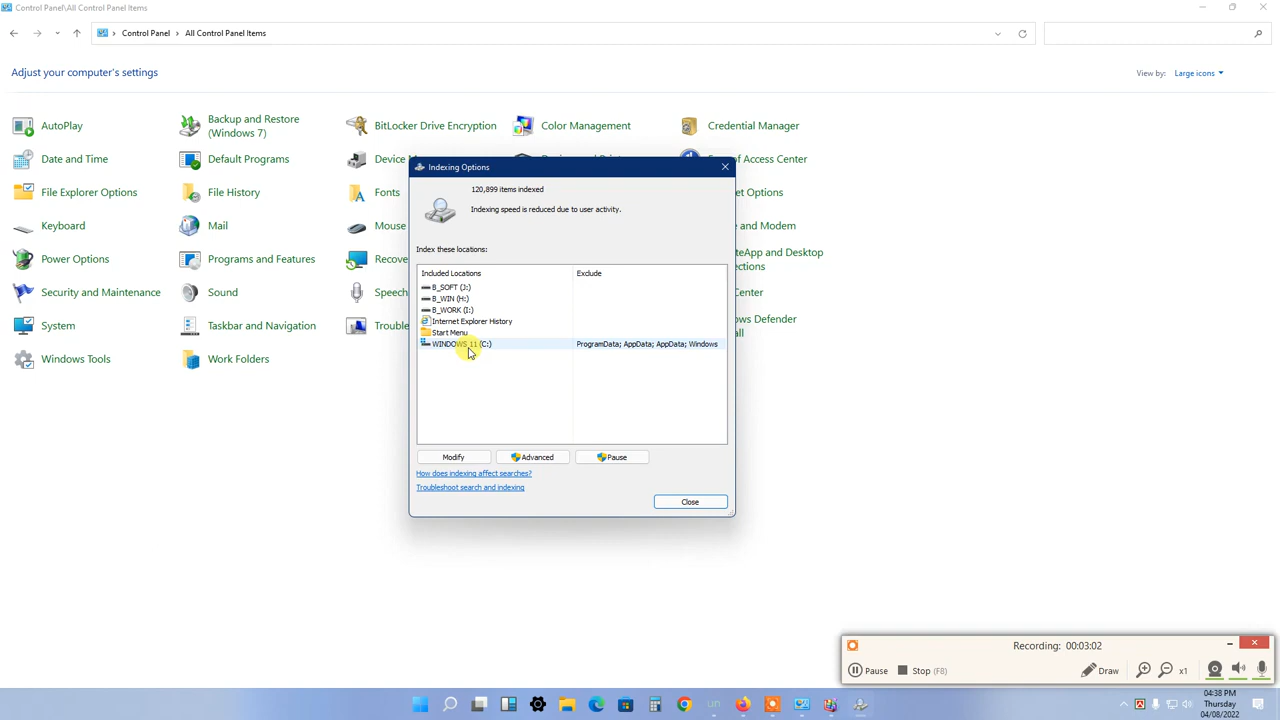 Control Panel\All Control Panel Items
Control Panel
All Control Panel Items
Adjust your computer's settings
View by: Large icons
AutoPlay
Backup and Restore
(Windows 7)
BitLocker Drive Encryption
Color Management
Credential Manager
Date and Time
Default Programs
Device
of Access Center
File Explorer Options
File History
Fonts
et Options
Keyboard
Mail
Mouse
e and Modem
Power Options
Programs and Features
Recove
teApp and Desktop
ections
Security and Maintenance
Sound
Speech
Center
System
Taskbar and Navigation
Trouble
ows Defender
Windows Tools
Work Folders
Indexing Options
120,899 items indexed
Indexing speed is reduced due to user activity.
Index these locations:
Included Locations
Exclude
B_SOFT (J:)
B_WIN (H:)
B_WORK (I:)
Internet Explorer History
Start Menu
WINDOWS_11 (C:)
ProgramData; AppData; AppData; Windows
Modify
Advanced
Pause
How does indexing affect searches?
Troubleshoot search and indexing
Close
Recording: 00:03:02
Pause
Stop (F8)
Draw
x1
un
04:38 PM
Thursday
04/08/2022